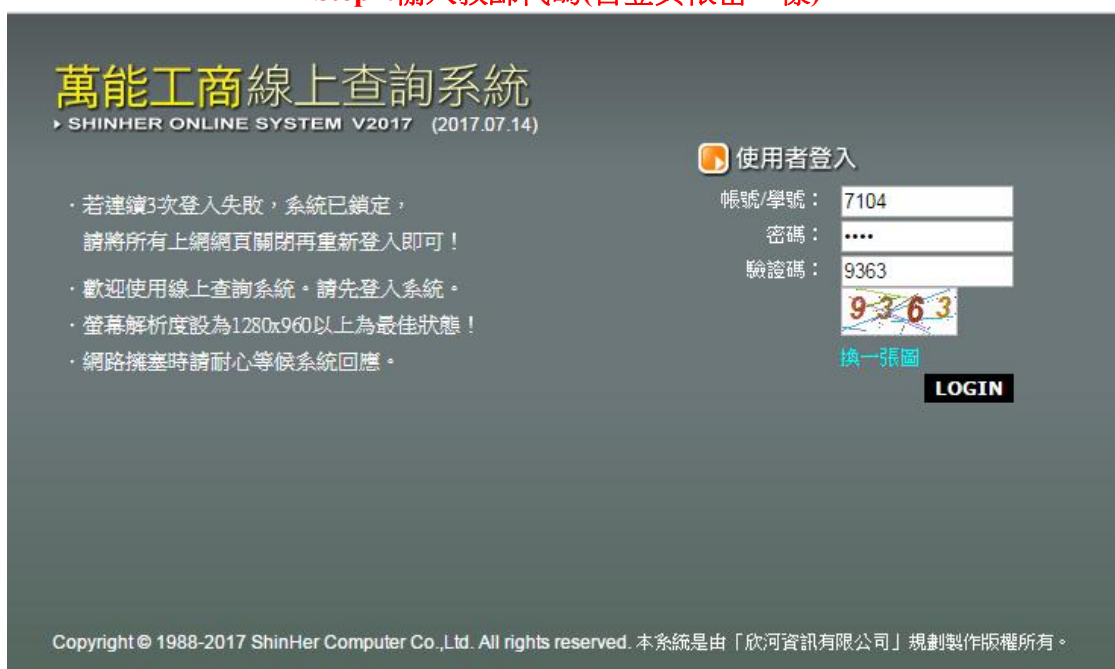 萬能工商線上查詢系統
SHINHER ONLINE SYSTEM V2017 (2017.07.14)
使用者登入
·若連續3次登入失敗，系統已鎖定，
請將所有上網網頁關閉再重新登入即可！
·歡迎使用線上查詢系統。請先登入系統。
·螢幕解析度設為1280x960以上為最佳狀態！
·網路擁塞時請耐心等候系統回應。
帳號/學號： 7104
密碼： ••••
驗證碼： 9363
9363
換一張圖
LOGIN
Copyright © 1988-2017 ShinHer Computer Co.,Ltd. All rights reserved. 本系統是由「欣河資訊有限公司」規劃製作版權所有。